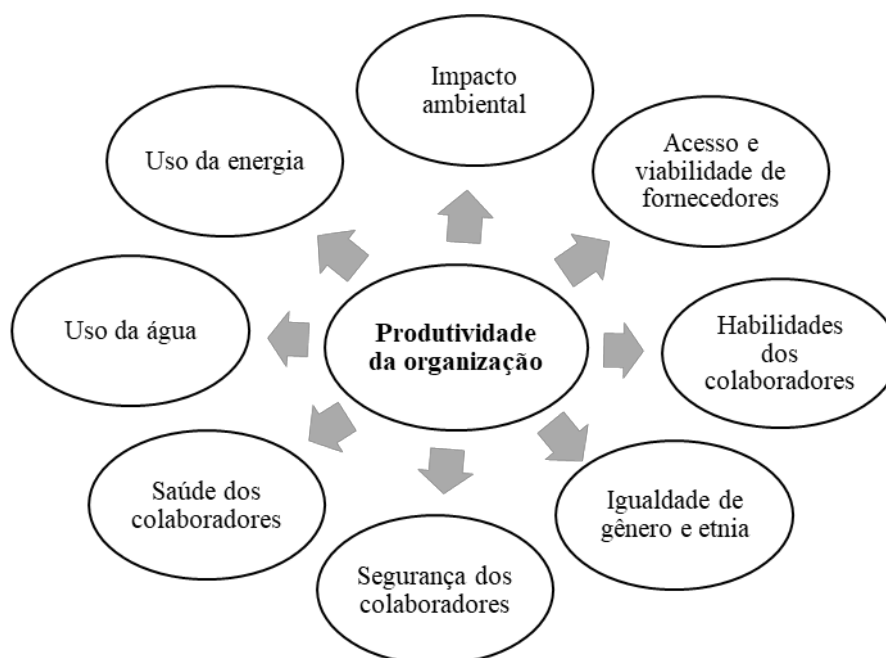 Impacto
ambiental
Acesso e
viabilidade de
fornecedores
Habilidades
dos
colaboradores
Igualdade de
gênero e etnia
Segurança dos
colaboradores
Saúde dos
colaboradores
Uso da água
Uso da energia
Produtividade
da organização